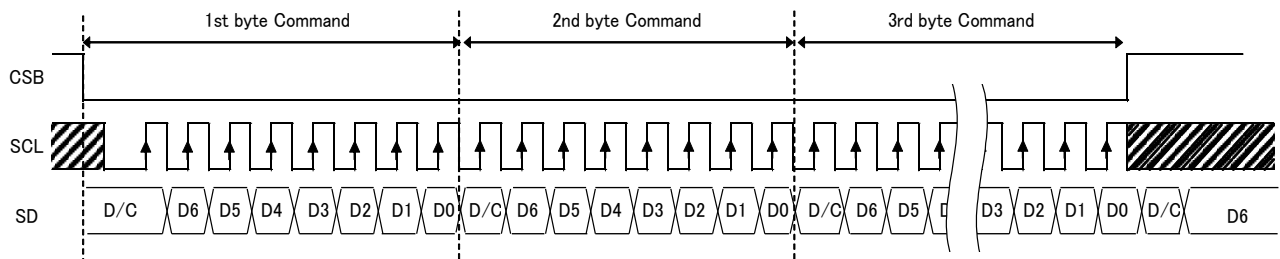 1st byte Command 2nd byte Command 3rd byte Command
CSB
SCL
SD D/C D6 D5 D4 D3 D2 D1 D0 D/C D6 D5 D4 D3 D2 D1 D0 D/C D6 D5 D3 D2 D1 D0 D/C D6